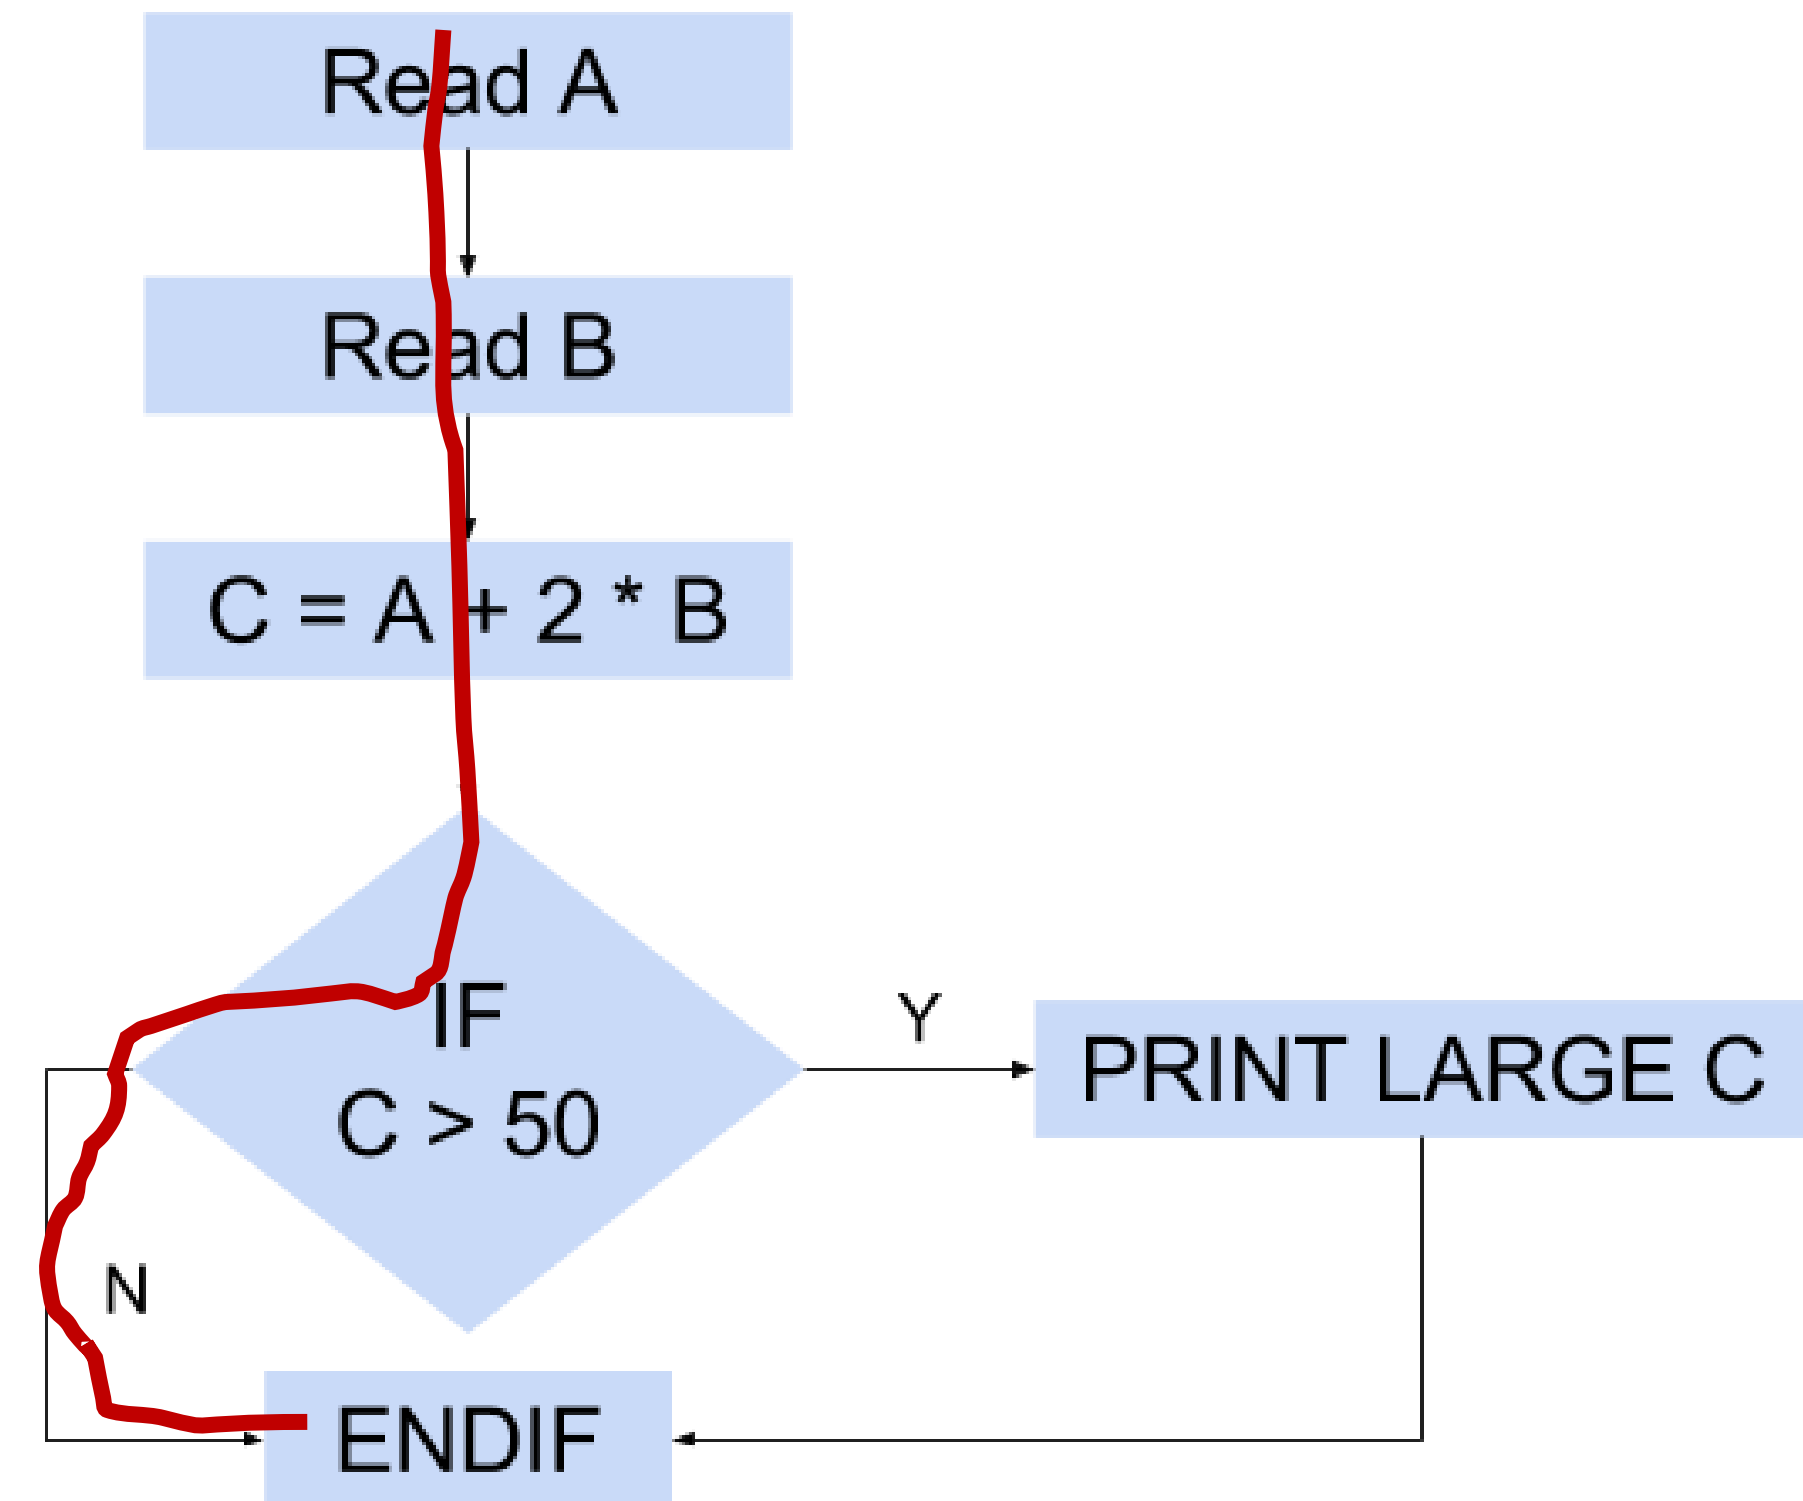 Read A
Read B
C = A + 2 * B
IF
C > 50
Y
PRINT LARGE C
N
ENDIF